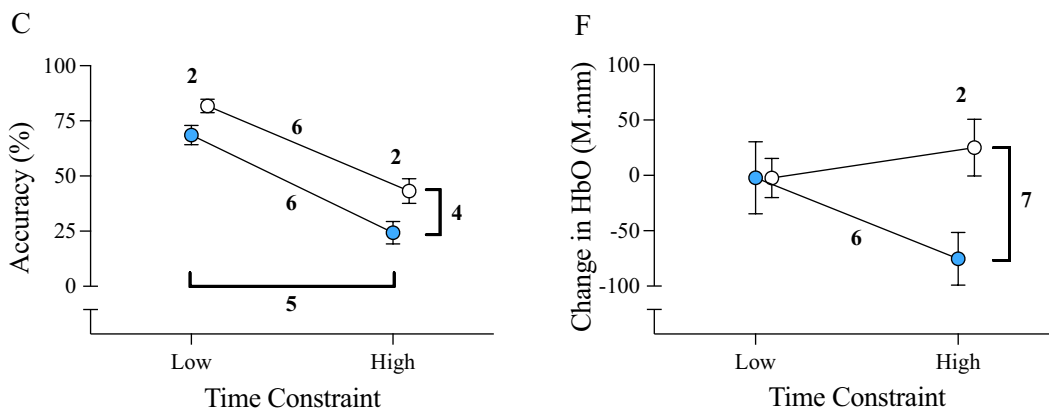 C
Accuracy (%)
100
75
50
25
0
2
6
2
6
4
5
Low
High
Time Constraint
F
Change in HbO (M.mm)
100
50
0
-50
-100
2
6
7
Low
High
Time Constraint